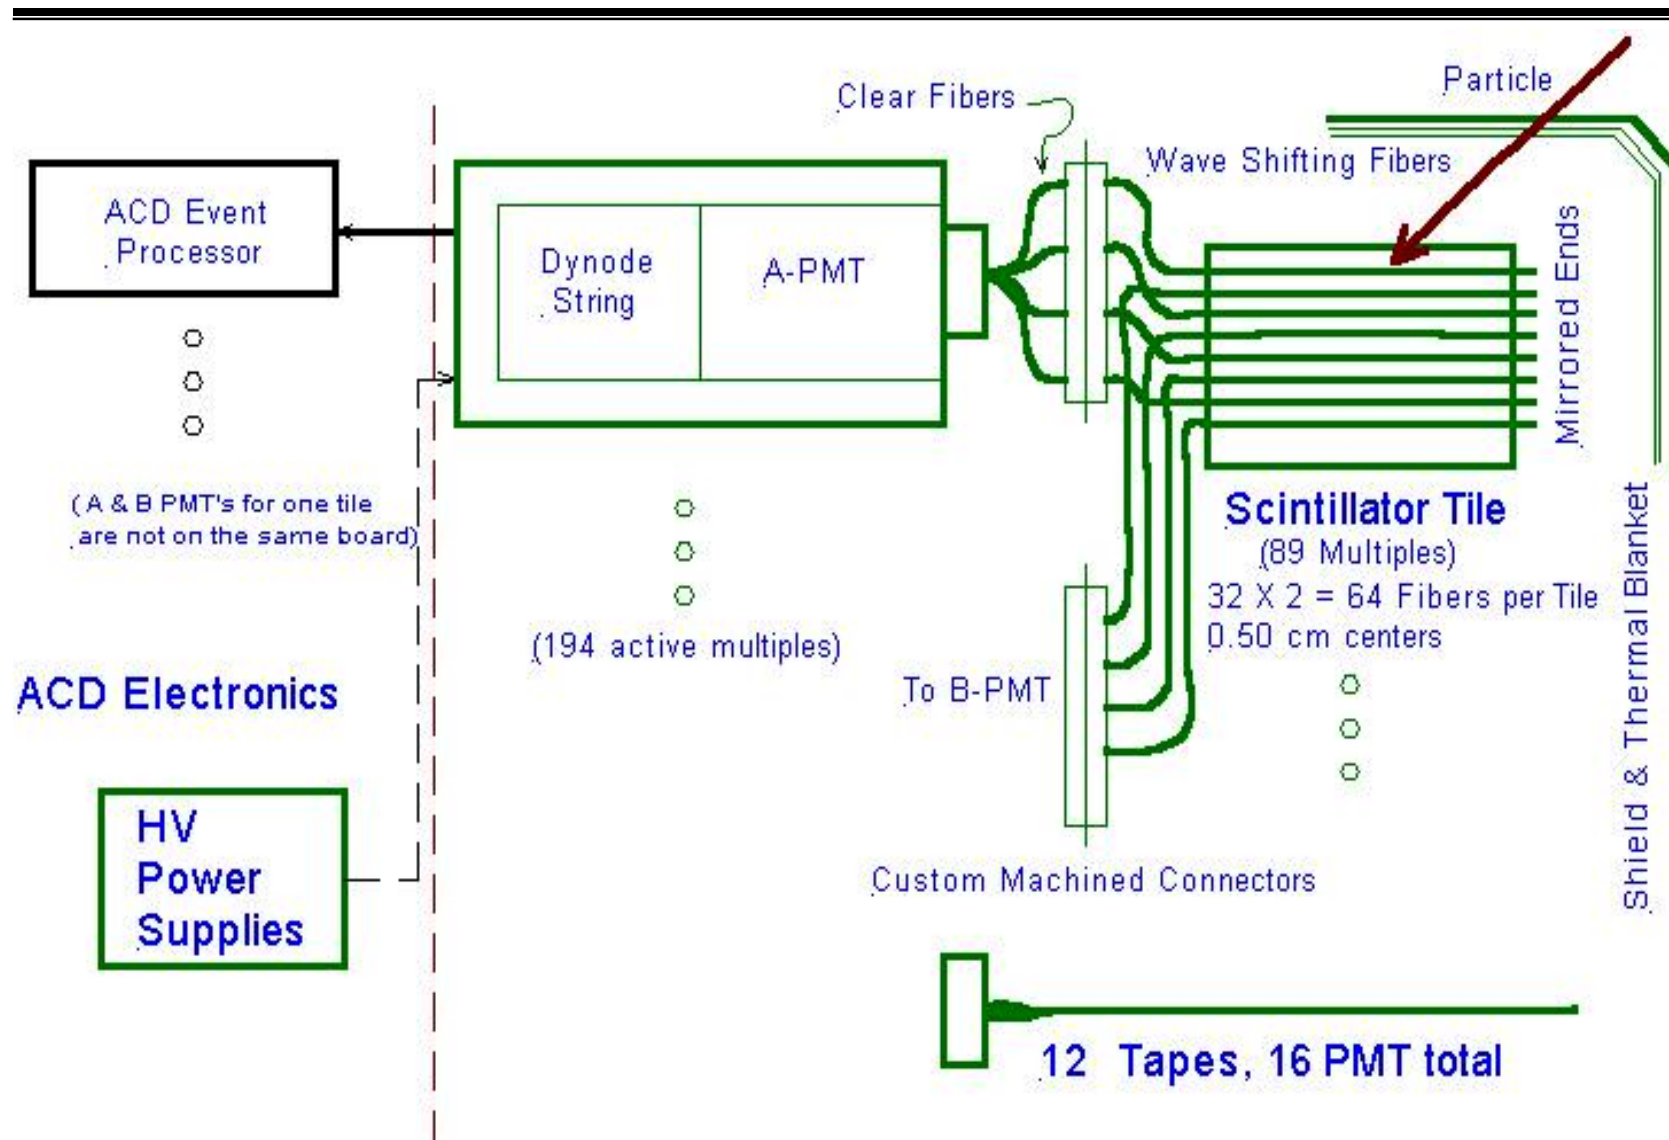 Particle
Clear Fibers
Wave Shifting Fibers
ACD Event
Processor
Dynode
String
A-PMT
Mirrored Ends
(A & B PMT's for one tile
are not on the same board)
Scintillator Tile
(89 Multiples)
32 X 2 = 64 Fibers per Tile
0.50 cm centers
(194 active multiples)
Shield & Thermal Blanket
ACD Electronics
To B-PMT
HV
Power
Supplies
Custom Machined Connectors
12 Tapes, 16 PMT total